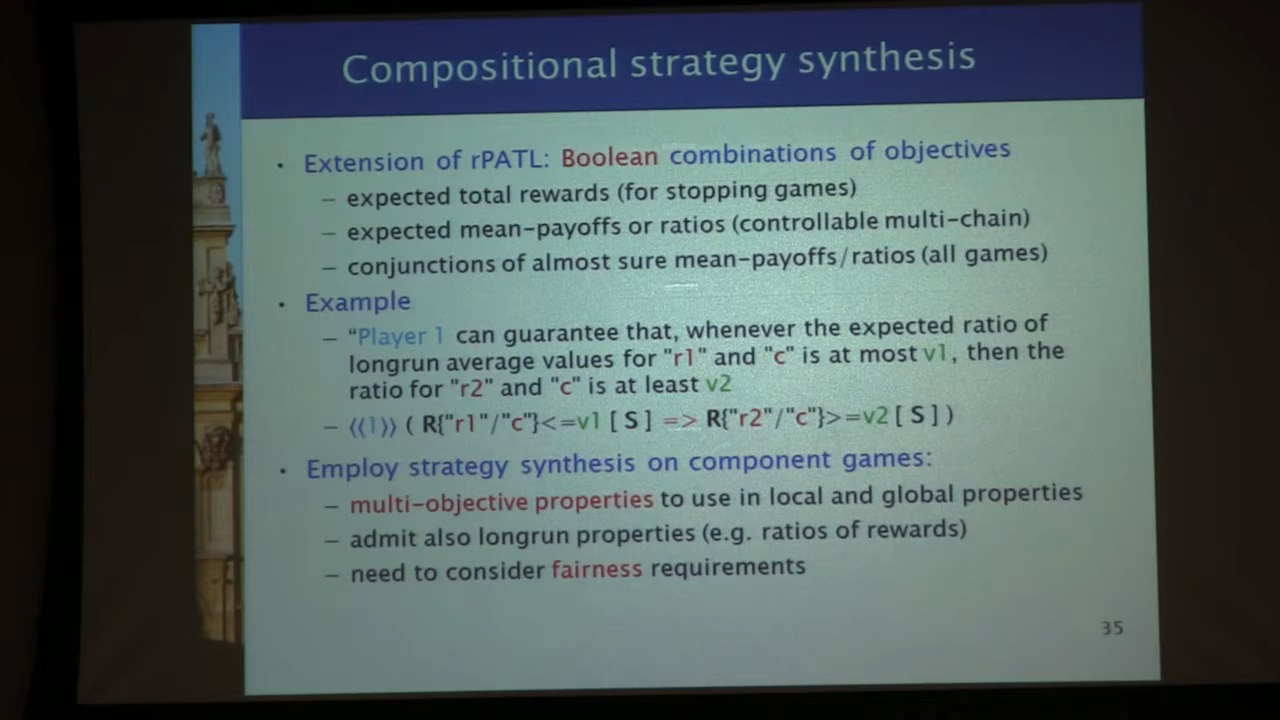 Compositional strategy synthesis
· Extension of rPATL: Boolean combinations of objectives
– expected total rewards (for stopping games)
– expected mean-payoffs or ratios (controllable multi-chain)
– conjunctions of almost sure mean-payoffs/ratios (all games)
· Example
– "Player 1 can guarantee that, whenever the expected ratio of
longrun average values for "r1" and "c" is at most v1, then the
ratio for "r2" and "c" is at least v2
– ⟨⟨1⟩⟩ ( R{"r1"/"c"}<=v1 [ S ] => R{"r2"/"c"}>=v2 [ S ] )
· Employ strategy synthesis on component games:
– multi-objective properties to use in local and global properties
– admit also longrun properties (e.g. ratios of rewards)
– need to consider fairness requirements
35